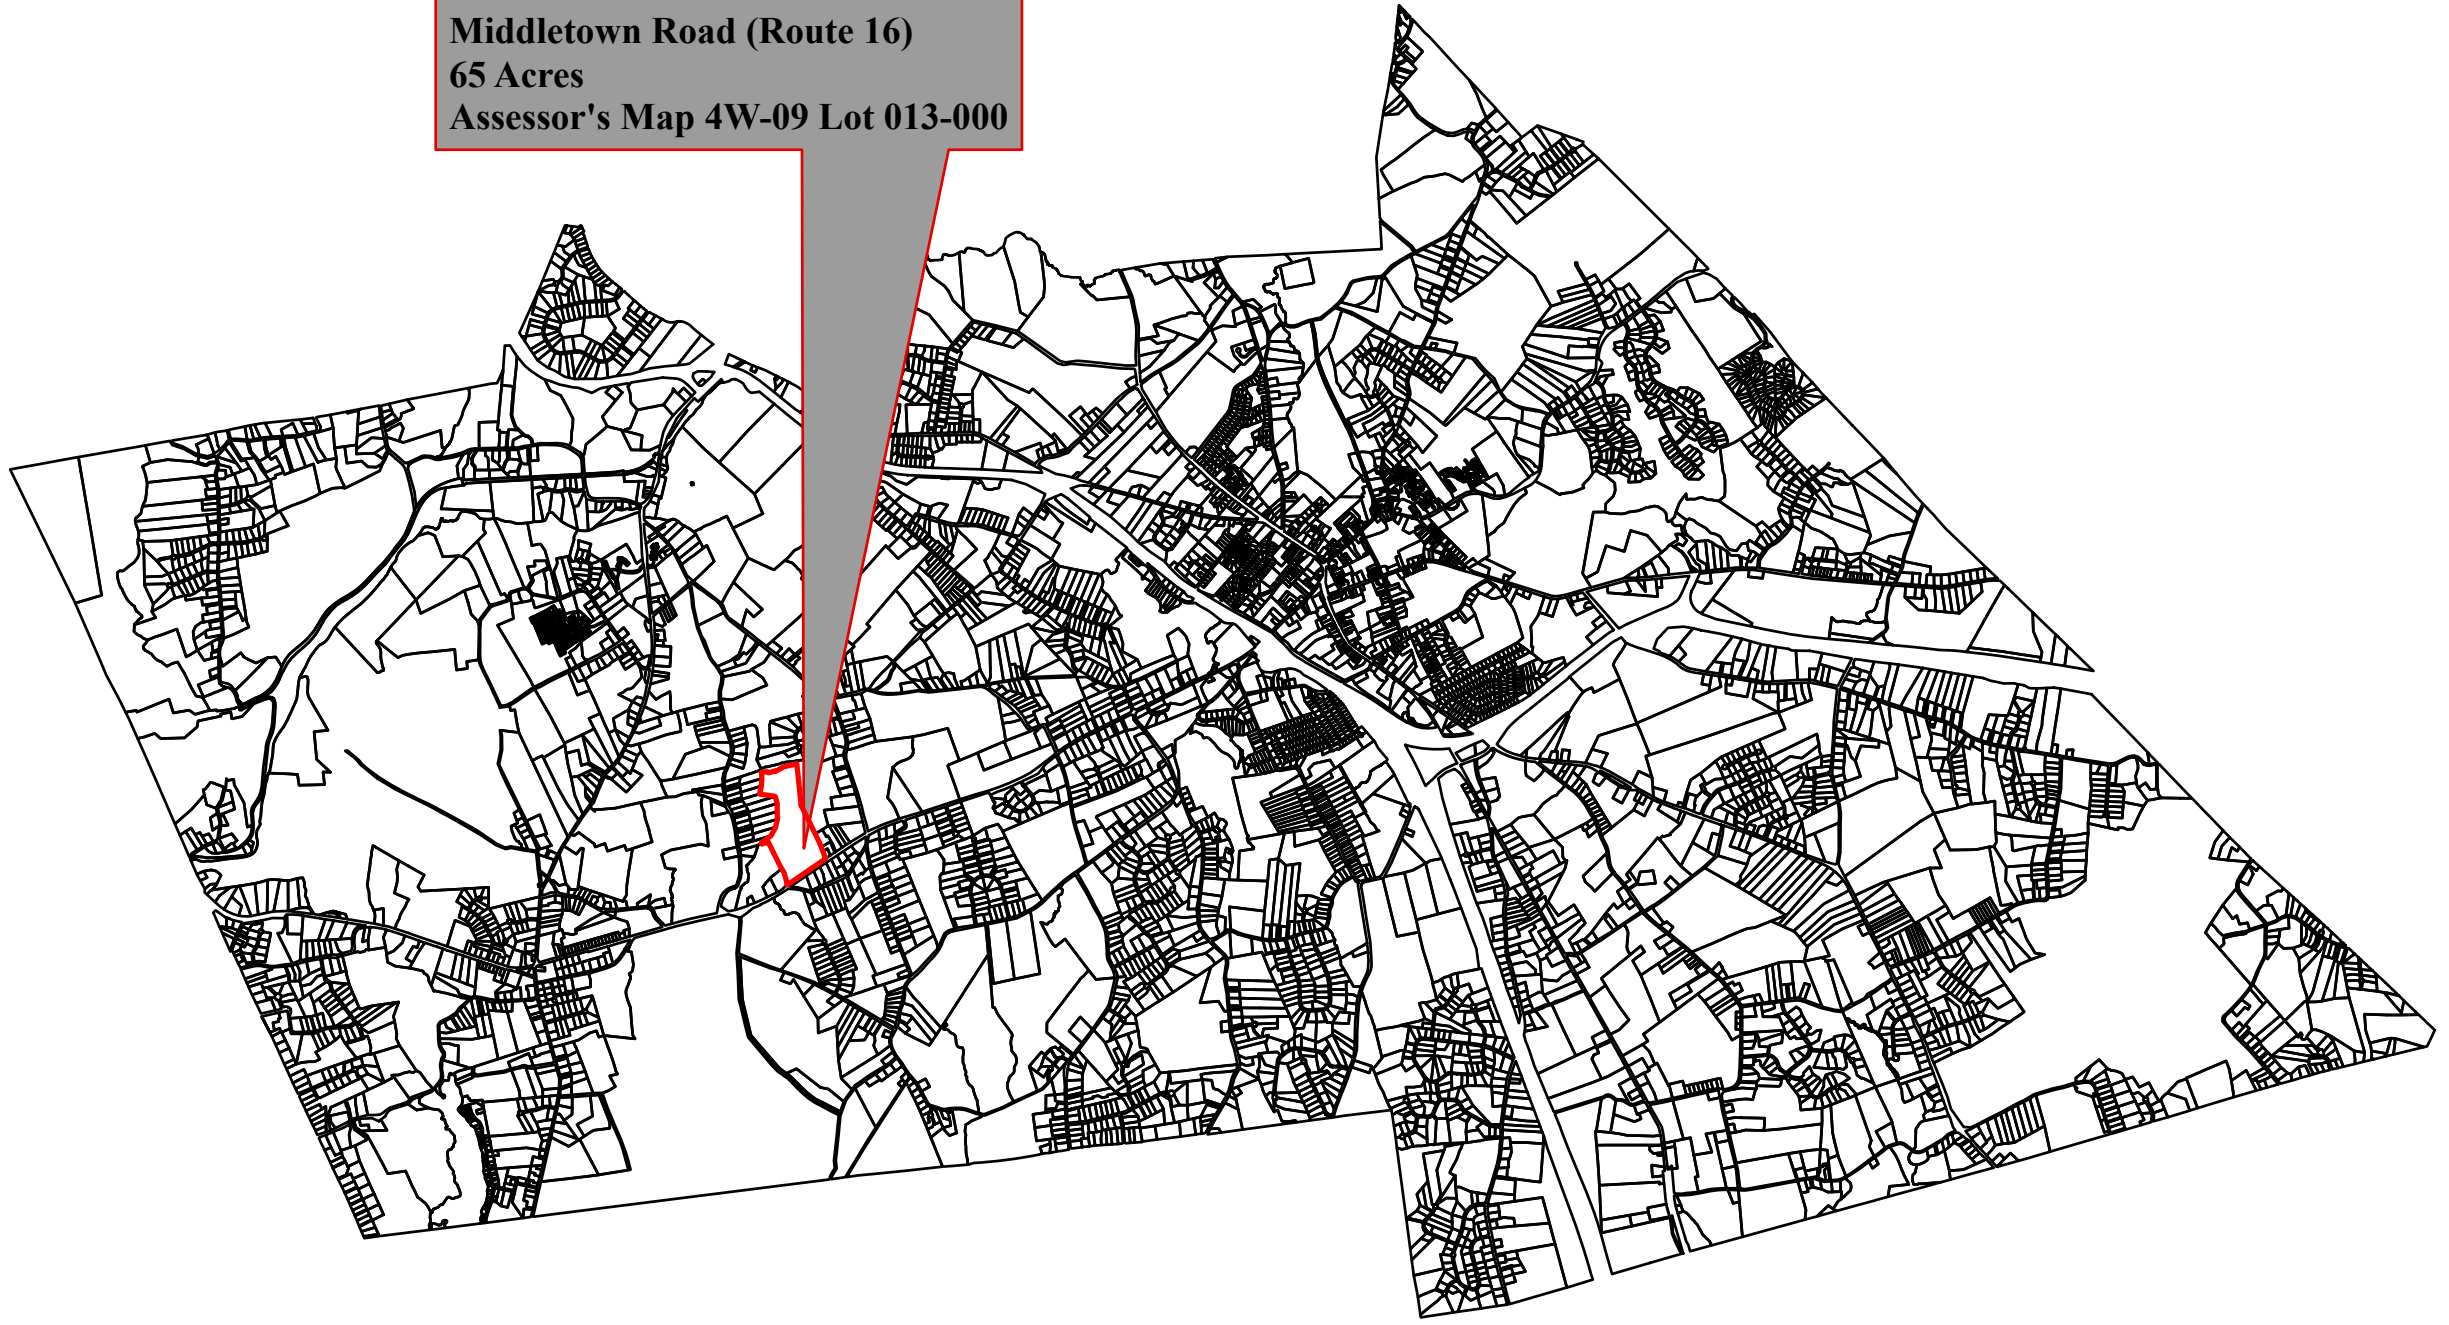 Middletown Road (Route 16)
65 Acres
Assessor's Map 4W-09 Lot 013-000